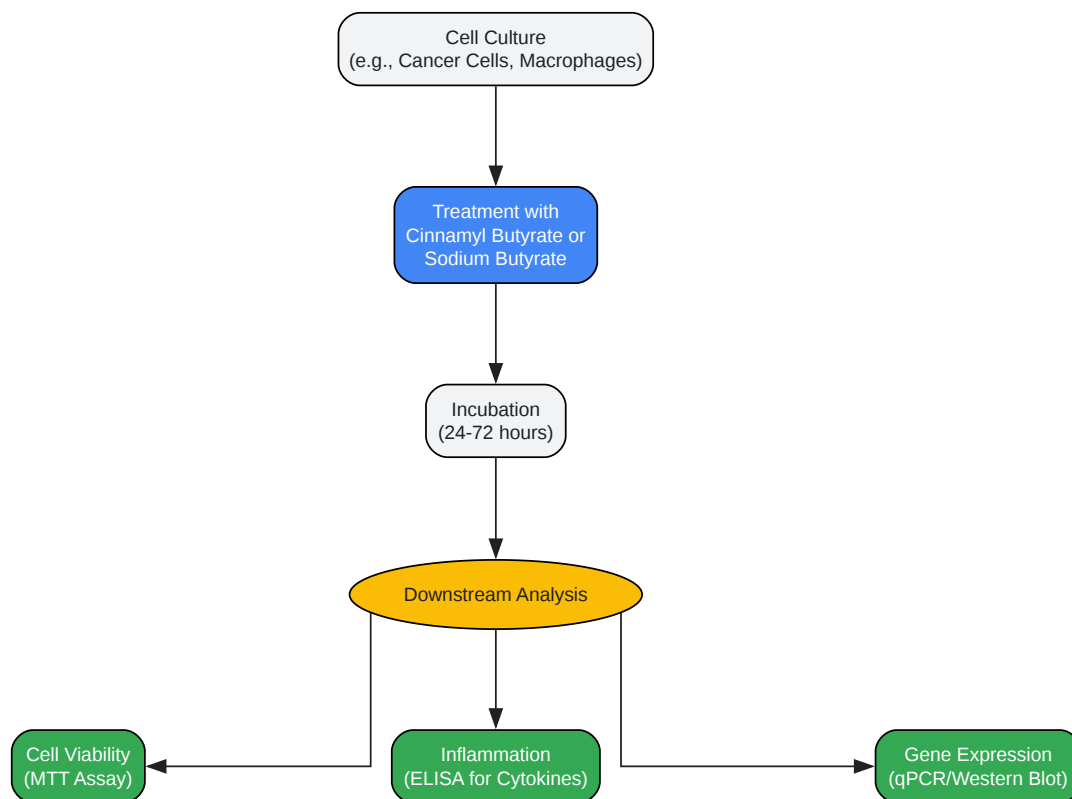 Cell Culture
(e.g., Cancer Cells, Macrophages)
Treatment with
Cinnamyl Butyrate or
Sodium Butyrate
Incubation
(24-72 hours)
Downstream Analysis
Cell Viability
(MTT Assay)
Inflammation
(ELISA for Cytokines)
Gene Expression
(qPCR/Western Blot)